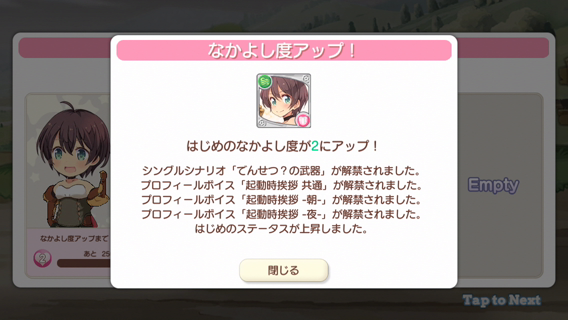 なかよし度アップ！
はじめのなかよし度が2にアップ！
シングルシナリオ「でんせつ？の武器」が解禁されました。
プロフィールボイス「起動時挨拶 共通」が解禁されました。
プロフィールボイス「起動時挨拶 -朝-」が解禁されました。
プロフィールボイス「起動時挨拶 -夜-」が解禁されました。
はじめのステータスが上昇しました。
閉じる
なかよし度アップまで
あと 25
Empty
Tap to Next